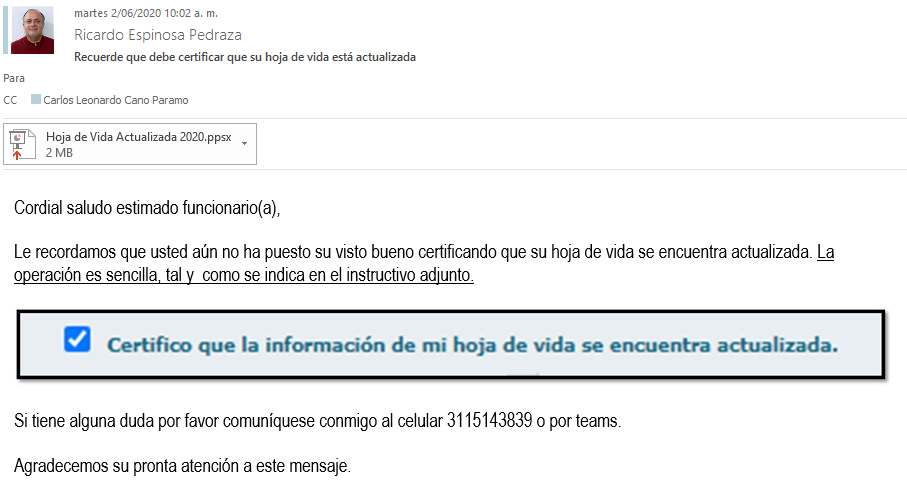 martes 2/06/2020 10:02 a. m.
Ricardo Espinosa Pedraza
Recuerde que debe certificar que su hoja de vida está actualizada
Para
CC Carlos Leonardo Cano Paramo
Hoja de Vida Actualizada 2020.ppsx
2 MB
Cordial saludo estimado funcionario(a),
Le recordamos que usted aún no ha puesto su visto bueno certificando que su hoja de vida se encuentra actualizada. La
operación es sencilla, tal y  como se indica en el instructivo adjunto.
Certifico que la información de mi hoja de vida se encuentra actualizada.
Si tiene alguna duda por favor comuníquese conmigo al celular 3115143839 o por teams.
Agradecemos su pronta atención a este mensaje.